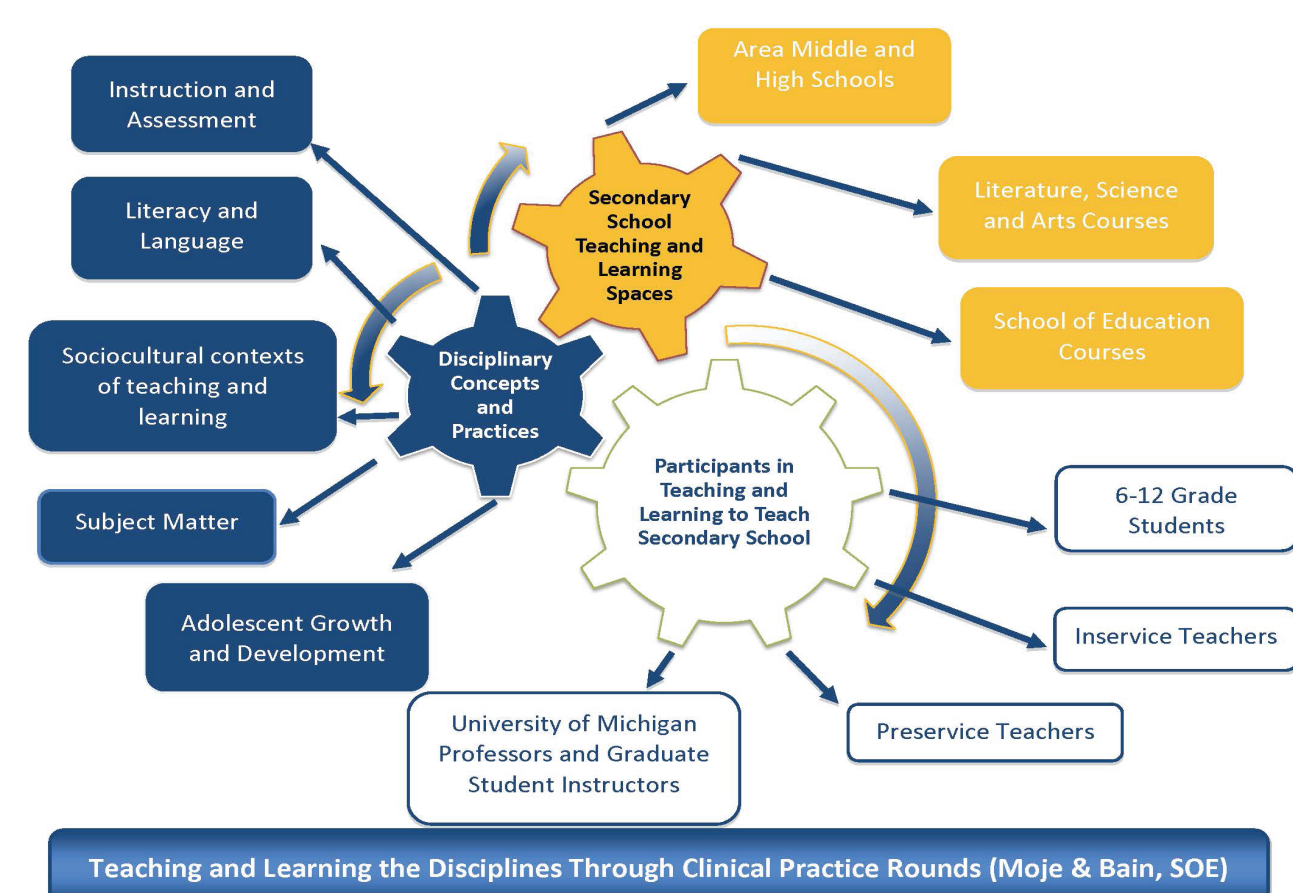 Area Middle and
High Schools
Instruction and
Assessment
Literature, Science
and Arts Courses
Literacy and
Language
Secondary
School
Teaching and
Learning
Spaces
School of Education
Courses
Sociocultural contexts
of teaching and
learning
Disciplinary
Concepts
and
Practices
Participants in
Teaching and
Learning to Teach
Secondary School
6-12 Grade
Students
Subject Matter
Adolescent Growth
and Development
Inservice Teachers
University of Michigan
Professors and Graduate
Student Instructors
Preservice Teachers
Teaching and Learning the Disciplines Through Clinical Practice Rounds (Moje & Bain, SOE)